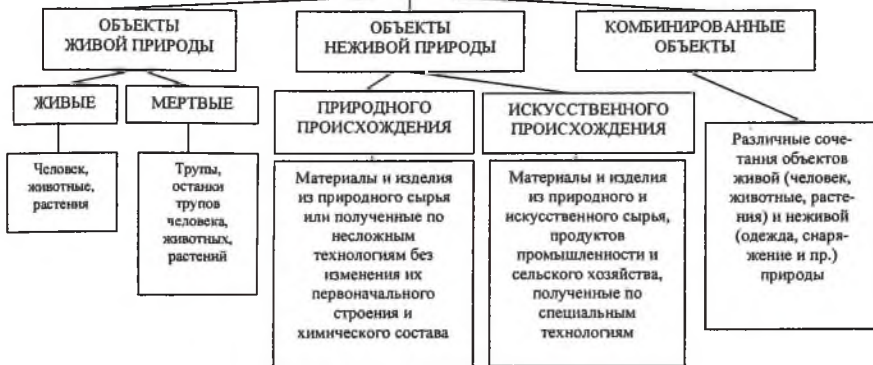 ОБЪЕКТЫ
ЖИВОЙ ПРИРОДЫ
ОБЪЕКТЫ
НЕЖИВОЙ ПРИРОДЫ
КОМБИНИРОВАННЫЕ
ОБЪЕКТЫ
ЖИВЫЕ
МЕРТВЫЕ
ПРИРОДНОГО
ПРОИСХОЖДЕНИЯ
ИСКУССТВЕННОГО
ПРОИСХОЖДЕНИЯ
Человек,
животные,
растения
Трупы,
останки
трупов
человека,
животных,
растений
Материалы и изделия
из природного сырья
или полученные по
несложным
технологиям без
изменения их
первоначального
строения и
химического состава
Материалы и изделия
из природного и
искусственного сырья,
продуктов
промышленности и
сельского хозяйства,
полученные по
специальным
технологиям
Различные соче-
тания объектов
живой (человек,
животные, расте-
ния) и неживой
(одежда, снаря-
жение и пр.)
природы